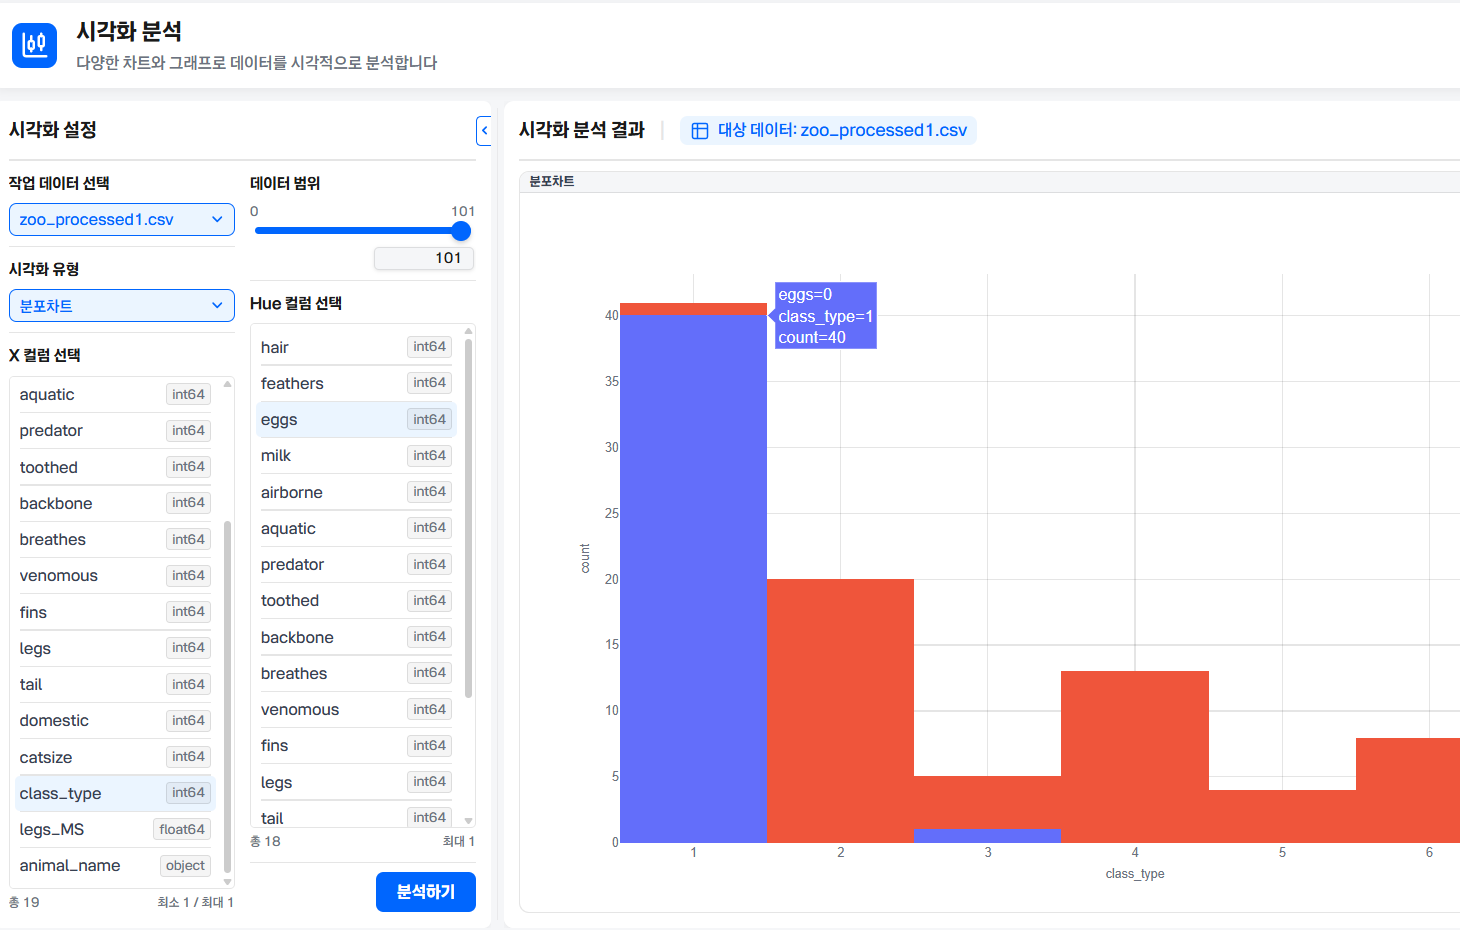 시각화 분석
다양한 차트와 그래프로 데이터를 시각적으로 분석합니다
시각화 설정
작업 데이터 선택
zoo_processed1.csv
시각화 유형
분포차트
X 컬럼 선택
aquatic int64
predator int64
toothed int64
backbone int64
breathes int64
venomous int64
fins int64
legs int64
tail int64
domestic int64
catsize int64
class_type int64
legs_MS float64
animal_name object
총 19 최소 1 / 최대 1
데이터 범위
0 101
101
Hue 컬럼 선택
hair int64
feathers int64
eggs int64
milk int64
airborne int64
aquatic int64
predator int64
toothed int64
backbone int64
breathes int64
venomous int64
fins int64
legs int64
tail int64
총 18 최대 1
분석하기
시각화 분석 결과
대상 데이터: zoo_processed1.csv
분포차트
eggs=0
class_type=1
count=40
40
35
30
25
20
15
10
5
0
count
1 2 3 4 5 6
class_type